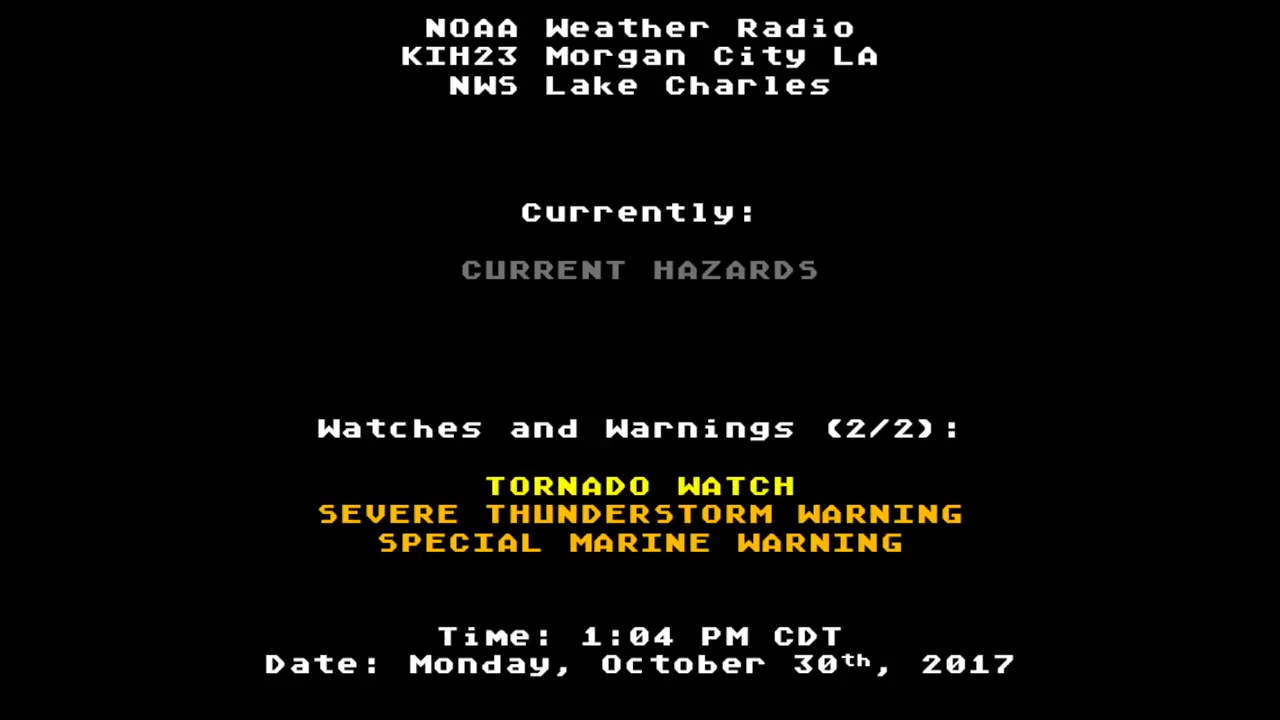 NOAA Weather Radio
KIH23 Morgan City LA
NWS Lake Charles
Currently:
CURRENT HAZARDS
Watches and Warnings (2/2):
TORNADO WATCH
SEVERE THUNDERSTORM WARNING
SPECIAL MARINE WARNING
Time: 1:04 PM CDT
Date: Monday, October 30ᵗʰ, 2017